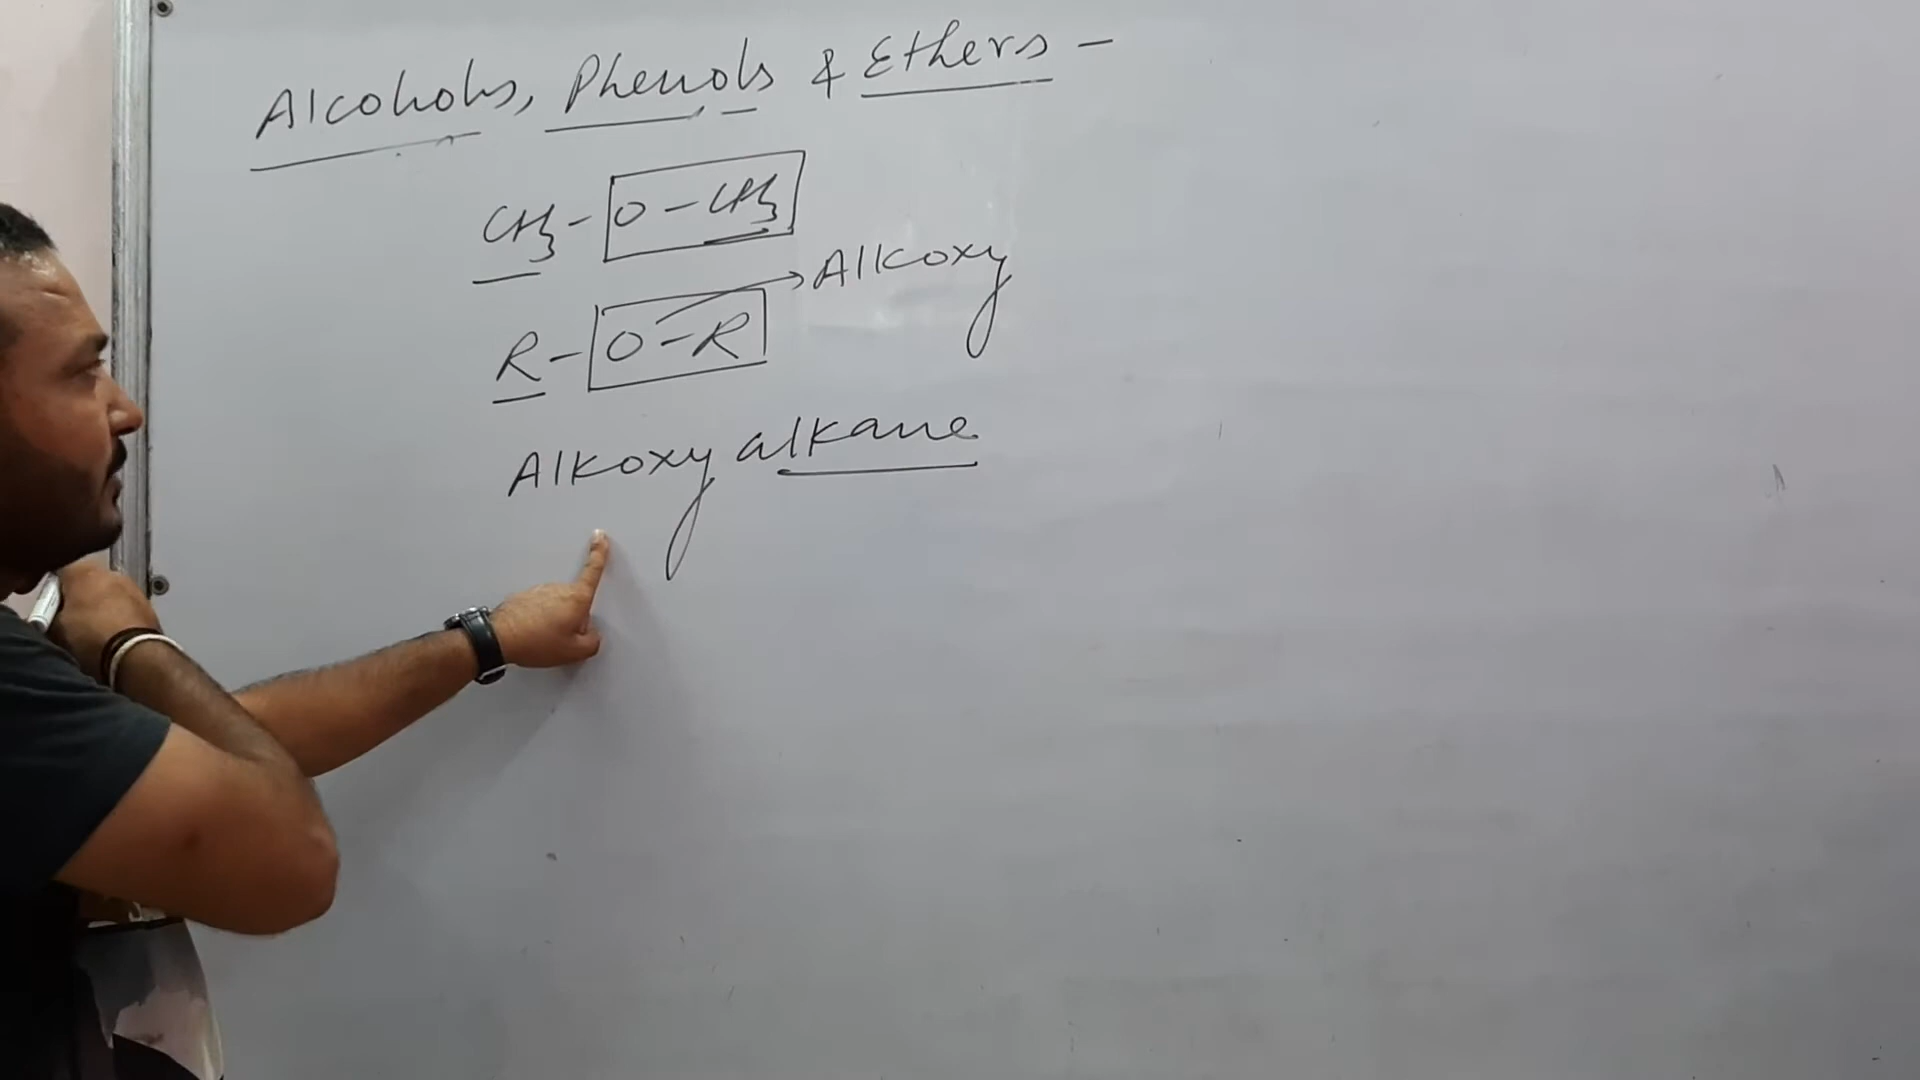 Alcohols, Phenols & Ethers -
CH3 - O - CH3
Alkoxy
R - O - R
Alkoxy alkane